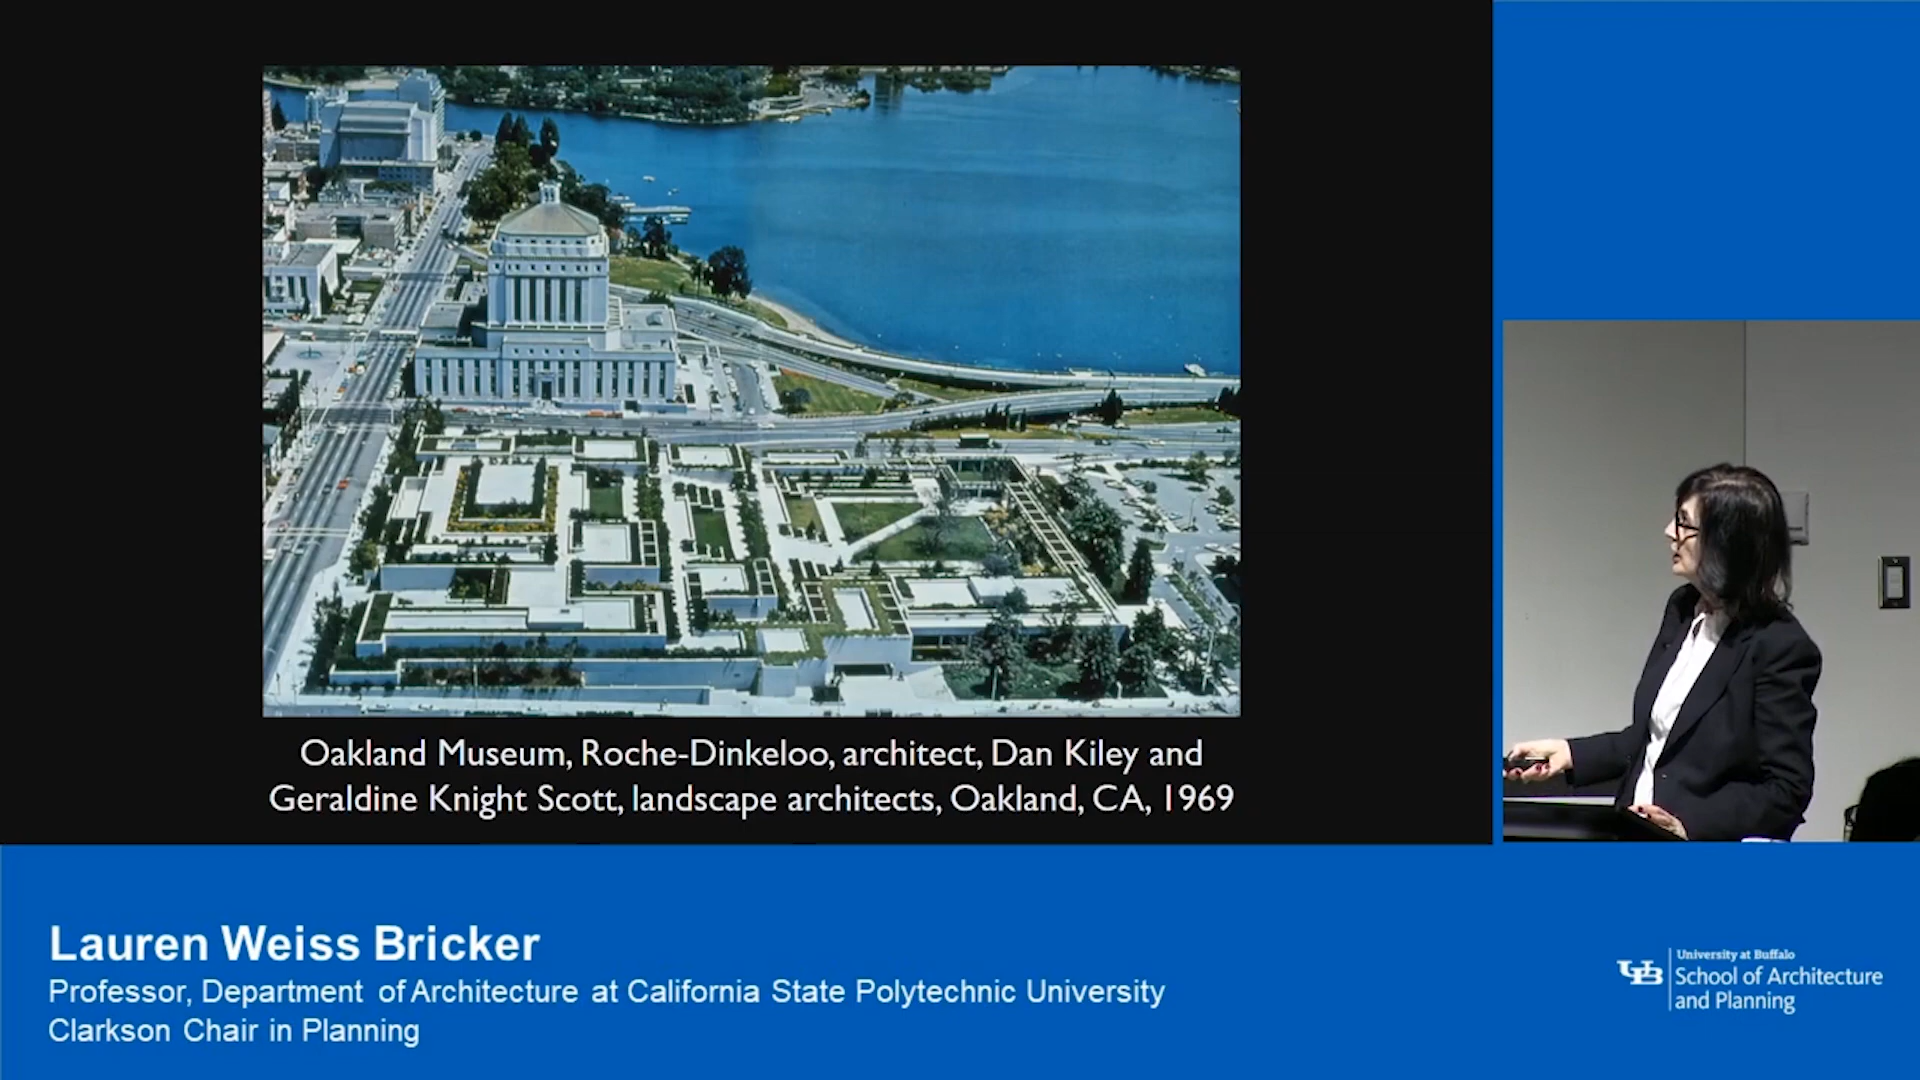 Oakland Museum, Roche-Dinkeloo, architect, Dan Kiley and
Geraldine Knight Scott, landscape architects, Oakland, CA, 1969
Lauren Weiss Bricker
Professor, Department of Architecture at California State Polytechnic University
Clarkson Chair in Planning
UB
University at Buffalo
School of Architecture
and Planning